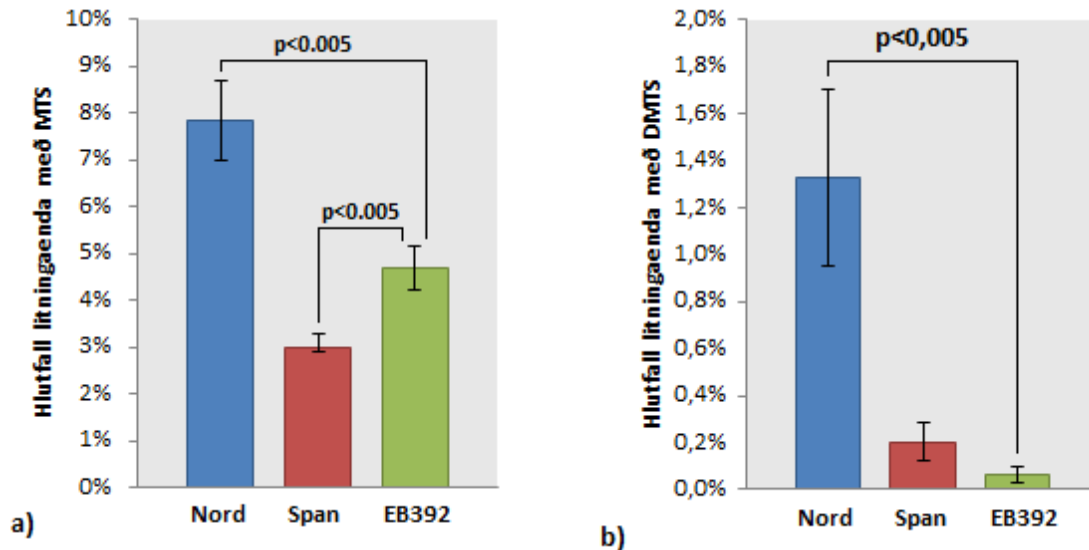 Hlutfall litningaenda með MTS
10%
9%
8%
7%
6%
5%
4%
3%
2%
1%
0%
p<0.005
p<0.005
Nord Span EB392
a)
Hlutfall litningaenda með DMTS
2,0%
1,8%
1,6%
1,4%
1,2%
1,0%
0,8%
0,6%
0,4%
0,2%
0,0%
p<0,005
Nord Span EB392
b)